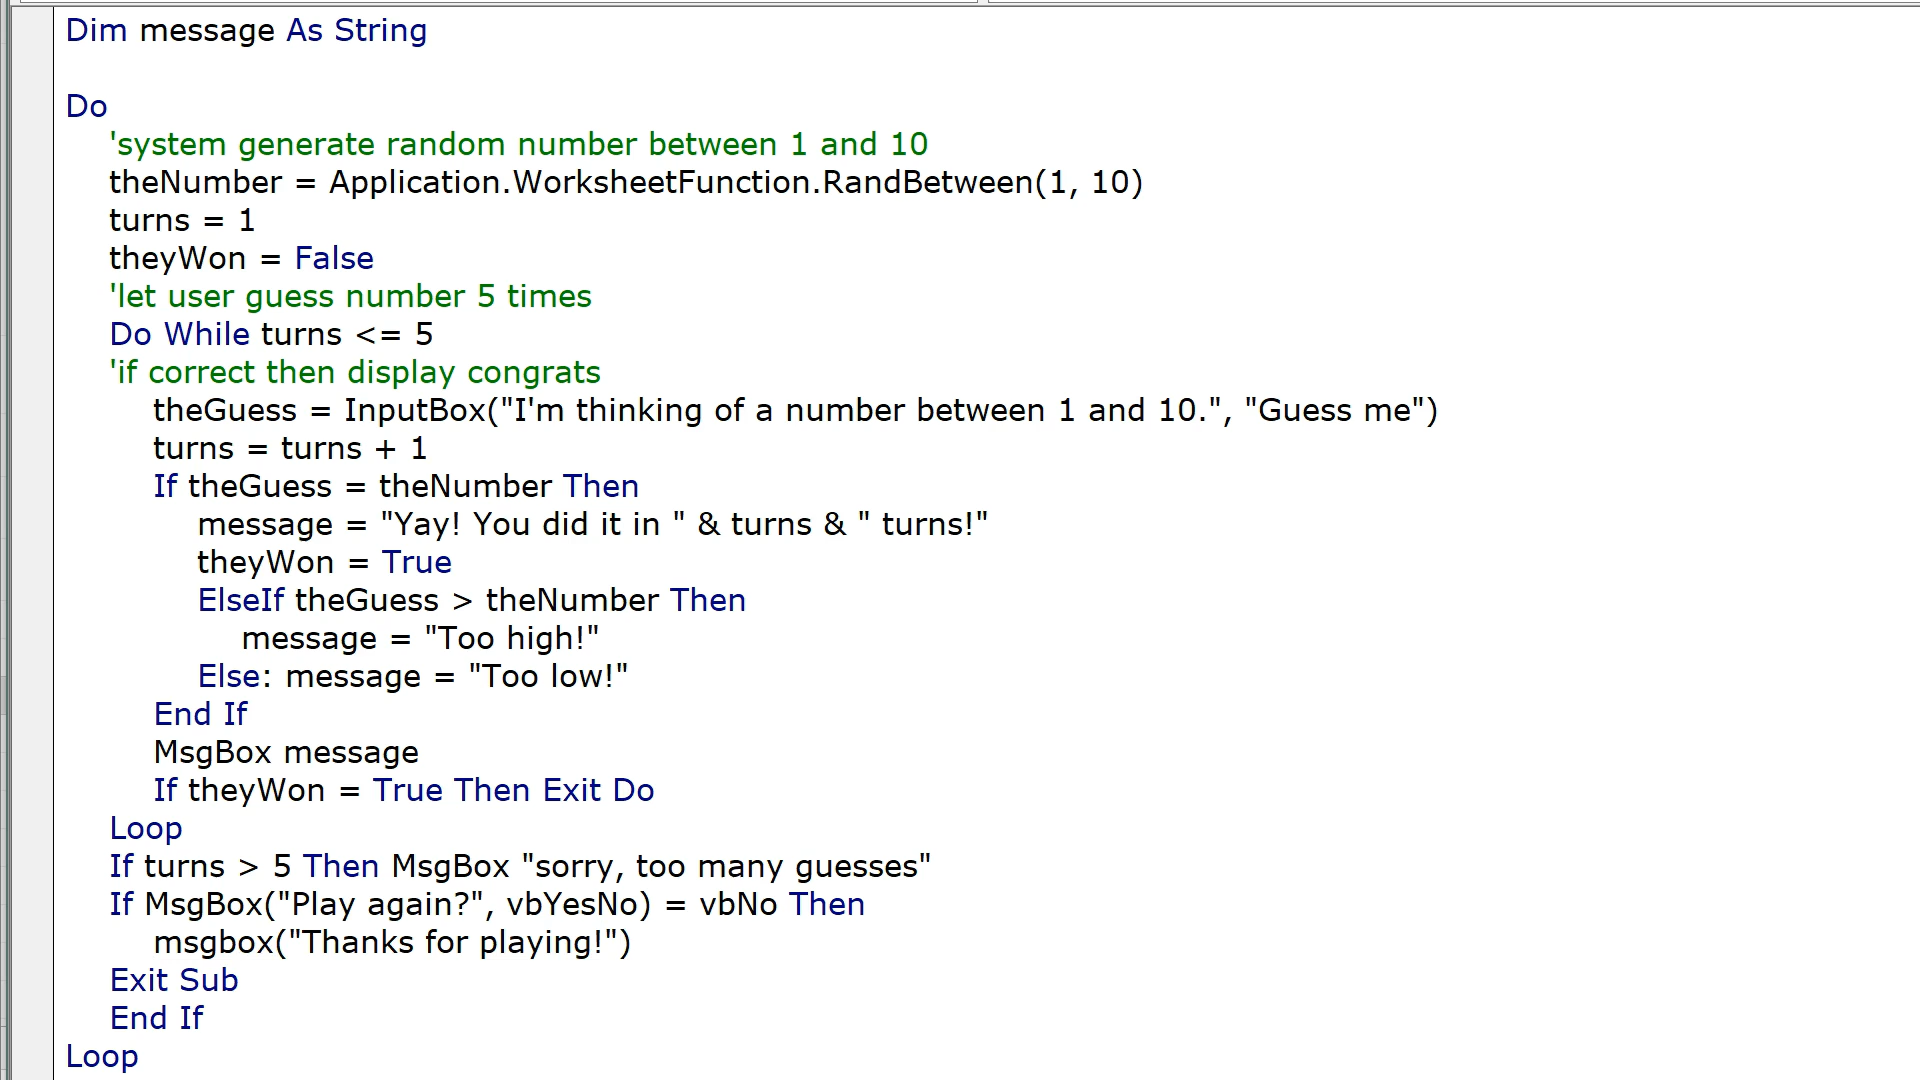 Dim message As String
Do
'system generate random number between 1 and 10
theNumber = Application.WorksheetFunction.RandBetween(1, 10)
turns = 1
theyWon = False
'let user guess number 5 times
Do While turns <= 5
'if correct then display congrats
theGuess = InputBox("I'm thinking of a number between 1 and 10.", "Guess me")
turns = turns + 1
If theGuess = theNumber Then
message = "Yay! You did it in " & turns & " turns!"
theyWon = True
ElseIf theGuess > theNumber Then
message = "Too high!"
Else: message = "Too low!"
End If
MsgBox message
If theyWon = True Then Exit Do
Loop
If turns > 5 Then MsgBox "sorry, too many guesses"
If MsgBox("Play again?", vbYesNo) = vbNo Then
msgbox("Thanks for playing!")
Exit Sub
End If
Loop